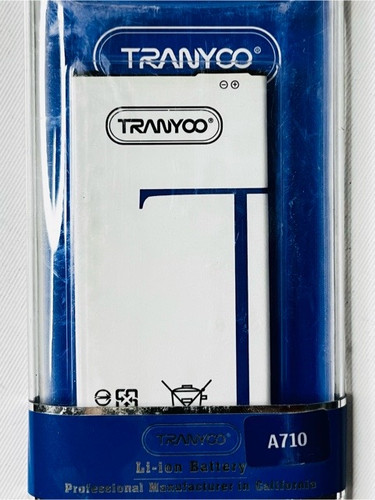 TRANYCO®
TRANYCO®
TRANYCO®
A710
Li-ion Battery
Professional Manufacturer in California